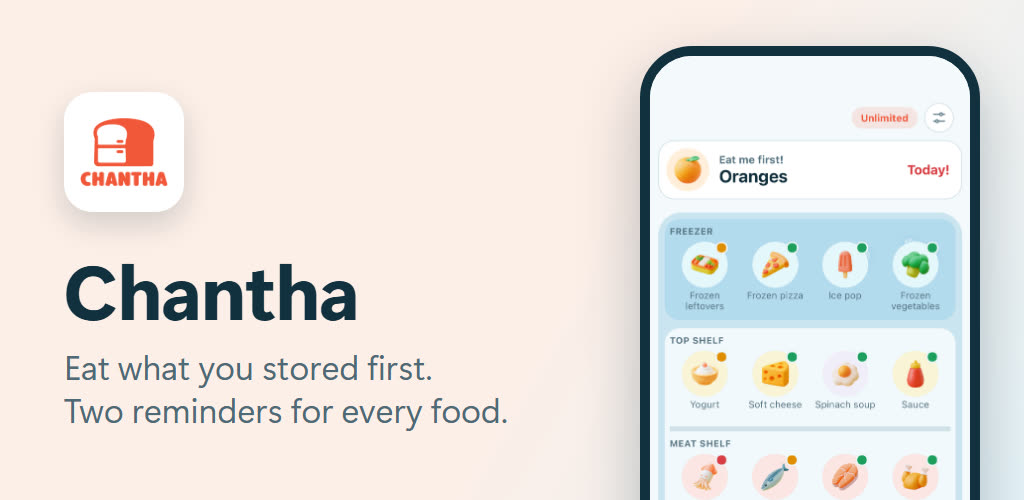 CHANTHA
Chantha
Eat what you stored first.
Two reminders for every food.
Unlimited
Eat me first!
Oranges
Today!
FREEZER
Frozen leftovers
Frozen pizza
Ice pop
Frozen vegetables
TOP SHELF
Yogurt
Soft cheese
Spinach soup
Sauce
MEAT SHELF